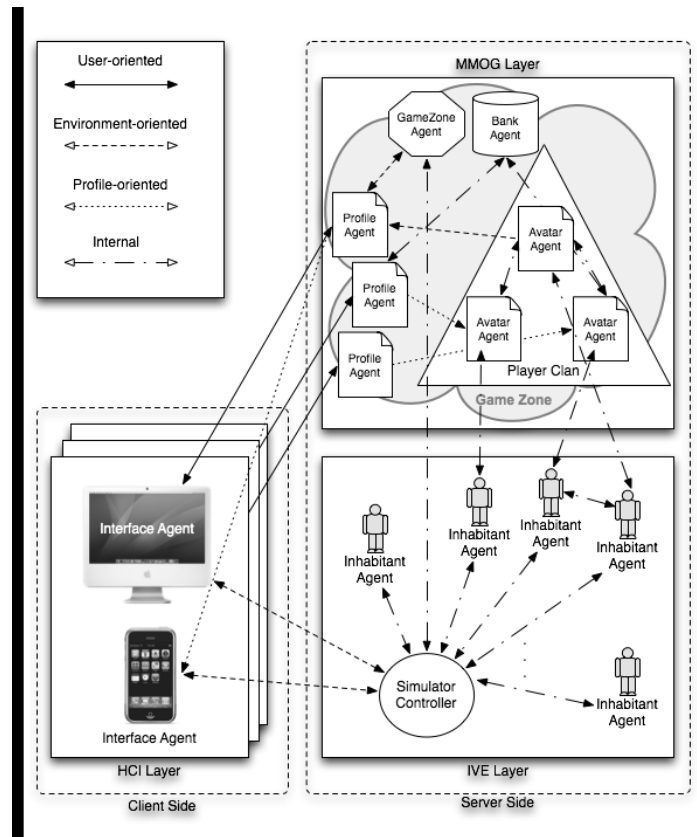 User-oriented
Environment-oriented
Profile-oriented
Internal
MMOG Layer
GameZone
Agent
Bank
Agent
Profile
Agent
Avatar
Agent
Profile
Agent
Avatar
Agent
Avatar
Agent
Profile
Agent
Player Clan
Game Zone
Interface Agent
Interface Agent
HCI Layer
Client Side
Inhabitant
Agent
Inhabitant
Agent
Inhabitant
Agent
Inhabitant
Agent
Simulator
Controller
Inhabitant
Agent
IVE Layer
Server Side